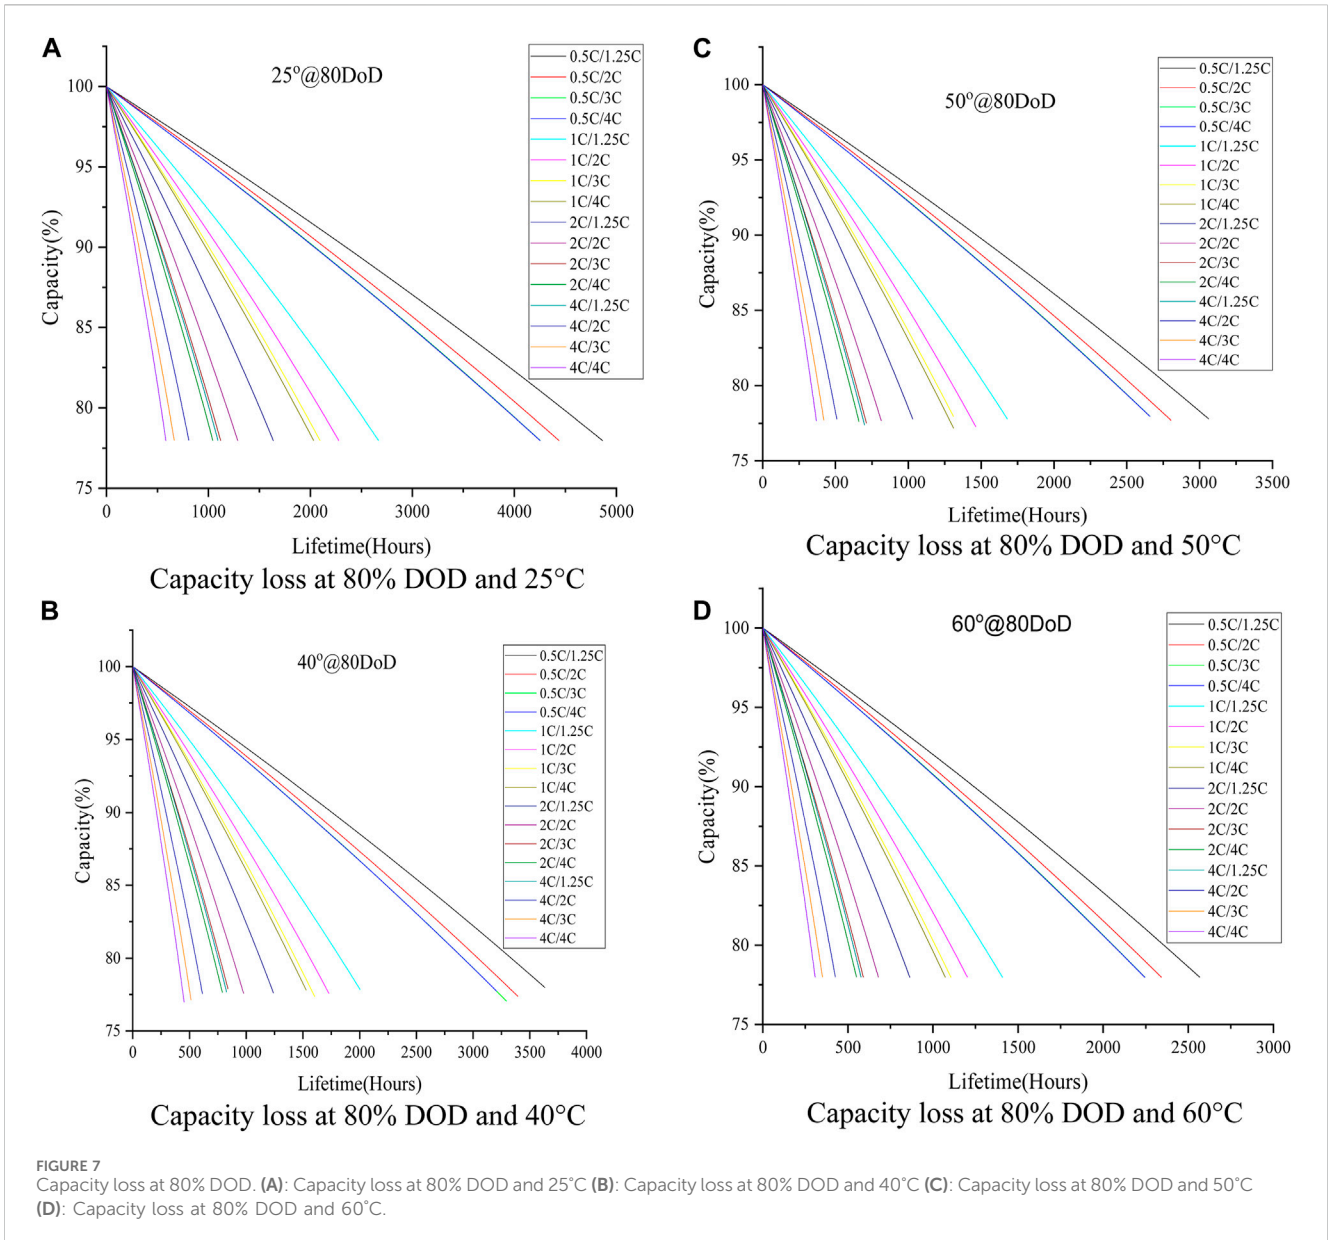 A
25°@80DoD
0.5C/1.25C
0.5C/2C
0.5C/3C
0.5C/4C
1C/1.25C
1C/2C
1C/3C
1C/4C
2C/1.25C
2C/2C
2C/3C
2C/4C
4C/1.25C
4C/2C
4C/3C
4C/4C
100
95
90
85
80
75
Capacity(%)
0 1000 2000 3000 4000 5000
Lifetime(Hours)
Capacity loss at 80% DOD and 25°C
B
40°@80DoD
0.5C/1.25C
0.5C/2C
0.5C/3C
0.5C/4C
1C/1.25C
1C/2C
1C/3C
1C/4C
2C/1.25C
2C/2C
2C/3C
2C/4C
4C/1.25C
4C/2C
4C/3C
4C/4C
100
95
90
85
80
75
Capacity(%)
0 500 1000 1500 2000 2500 3000 3500 4000
Lifetime(Hours)
Capacity loss at 80% DOD and 40°C
C
50°@80DoD
0.5C/1.25C
0.5C/2C
0.5C/3C
0.5C/4C
1C/1.25C
1C/2C
1C/3C
1C/4C
2C/1.25C
2C/2C
2C/3C
2C/4C
4C/1.25C
4C/2C
4C/3C
4C/4C
100
95
90
85
80
75
Capacity(%)
0 500 1000 1500 2000 2500 3000 3500
Lifetime(Hours)
Capacity loss at 80% DOD and 50°C
D
60°@80DoD
0.5C/1.25C
0.5C/2C
0.5C/3C
0.5C/4C
1C/1.25C
1C/2C
1C/3C
1C/4C
2C/1.25C
2C/2C
2C/3C
2C/4C
4C/1.25C
4C/2C
4C/3C
4C/4C
100
95
90
85
80
75
Capacity(%)
0 500 1000 1500 2000 2500 3000
Lifetime(Hours)
Capacity loss at 80% DOD and 60°C
FIGURE 7
Capacity loss at 80% DOD. (A): Capacity loss at 80% DOD and 25°C (B): Capacity loss at 80% DOD and 40°C (C): Capacity loss at 80% DOD and 50°C
(D): Capacity loss at 80% DOD and 60°C.